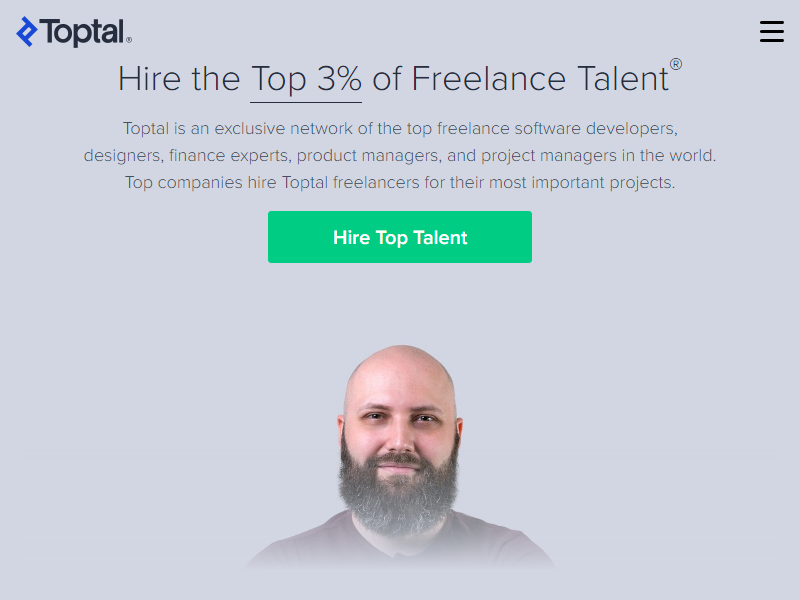 Toptal®
Hire the Top 3% of Freelance Talent®
Toptal is an exclusive network of the top freelance software developers,
designers, finance experts, product managers, and project managers in the world.
Top companies hire Toptal freelancers for their most important projects.
Hire Top Talent